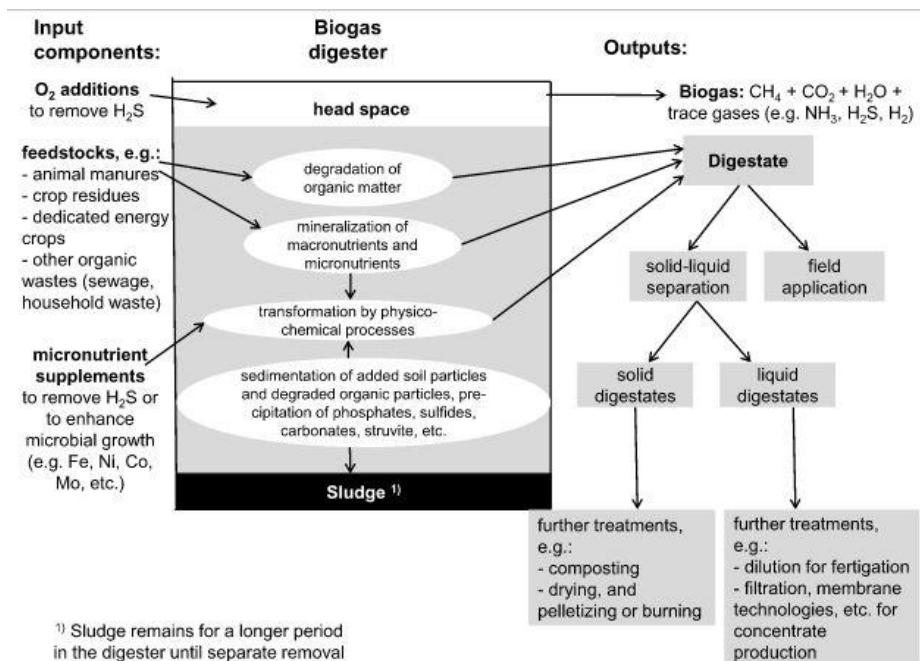 Input
components:
Biogas
digester
Outputs:
O₂ additions
to remove H₂S
head space
Biogas: CH₄ + CO₂ + H₂O +
trace gases (e.g. NH₃, H₂S, H₂)
feedstocks, e.g.:
- animal manures
- crop residues
- dedicated energy
crops
- other organic
wastes (sewage,
household waste)
degradation of
organic matter
mineralization of
macronutrients and
micronutrients
transformation by physico-
chemical processes
micronutrient
supplements
to remove H₂S or
to enhance
microbial growth
(e.g. Fe, Ni, Co,
Mo, etc.)
sedimentation of added soil particles
and degraded organic particles, pre-
cipitation of phosphates, sulfides,
carbonates, struvite, etc.
Sludge ¹⁾
Digestate
solid-liquid
separation
field
application
solid
digestates
liquid
digestates
further treatments,
e.g.:
- composting
- drying, and
pelletizing or burning
further treatments,
e.g.:
- dilution for fertigation
- filtration, membrane
technologies, etc. for
concentrate
production
¹⁾ Sludge remains for a longer period
in the digester until separate removal